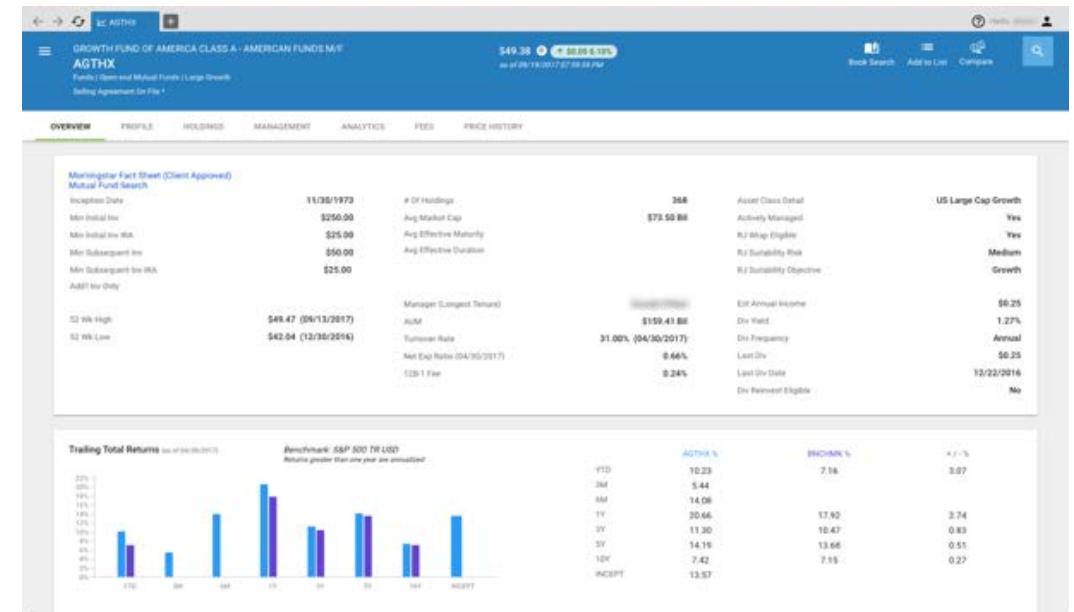 AGTHX
GROWTH FUND OF AMERICA CLASS A - AMERICAN FUNDS M/F
AGTHX
Funds | Open-end Mutual Funds | Large Growth
Selling Agreement On File *
$49.38
$0.09 0.18%
Book Search
Add to List
Compare
OVERVIEW
PROFILE
HOLDINGS
MANAGEMENT
ANALYTICS
FEES
PRICE HISTORY
Morningstar Fact Sheet (Client Approved)
Mutual Fund Search
Inception Date 11/30/1973
Min Initial Inv $250.00
Min Initial Inv IRA $25.00
Min Subsequent Inv $50.00
Min Subsequent Inv IRA $25.00
Add'l Inv Only
52 Wk High $49.47 (09/13/2017)
52 Wk Low $42.04 (12/30/2016)
# Of Holdings 368
Avg Market Cap $73.50 Bil
Avg Effective Maturity
Avg Effective Duration
Manager (Longest Tenure)
AUM $159.41 Bil
Turnover Rate 31.00% (04/30/2017)
Net Exp Ratio (04/30/2017) 0.66%
12B-1 Fee 0.24%
Asset Class Detail US Large Cap Growth
Actively Managed Yes
RJ Wrap Eligible Yes
RJ Suitability Risk Medium
RJ Suitability Objective Growth
Est Annual Income $0.25
Div Yield 1.27%
Div Frequency Annual
Last Div $0.25
Last Div Date 12/22/2016
Div Reinvest Eligible No
Trailing Total Returns
Benchmark: S&P 500 TR USD
Returns greater than one year are annualized
YTD 3M 6M 1Y 3Y 5Y 10Y INCEPT
AGTHX % BNCHMK % +/- %
YTD 10.23 7.16 3.07
3M 5.44
6M 14.08
1Y 20.66 17.92 2.74
3Y 11.30 10.47 0.83
5Y 14.19 13.68 0.51
10Y 7.42 7.15 0.27
INCEPT 13.57